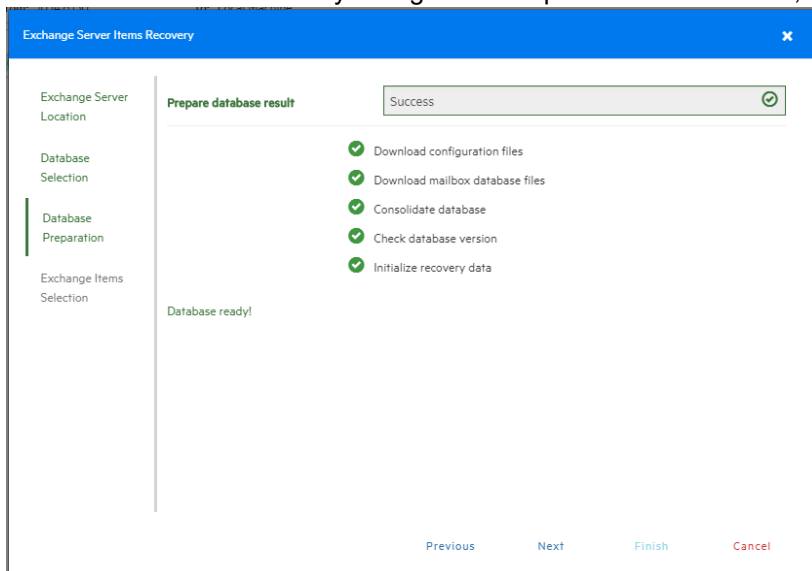 Exchange Server Items Recovery
Exchange Server
Location
Prepare database result
Success
Database
Selection
Database
Preparation
Exchange Items
Selection
Download configuration files
Download mailbox database files
Consolidate database
Check database version
Initialize recovery data
Database ready!
Previous Next Finish Cancel